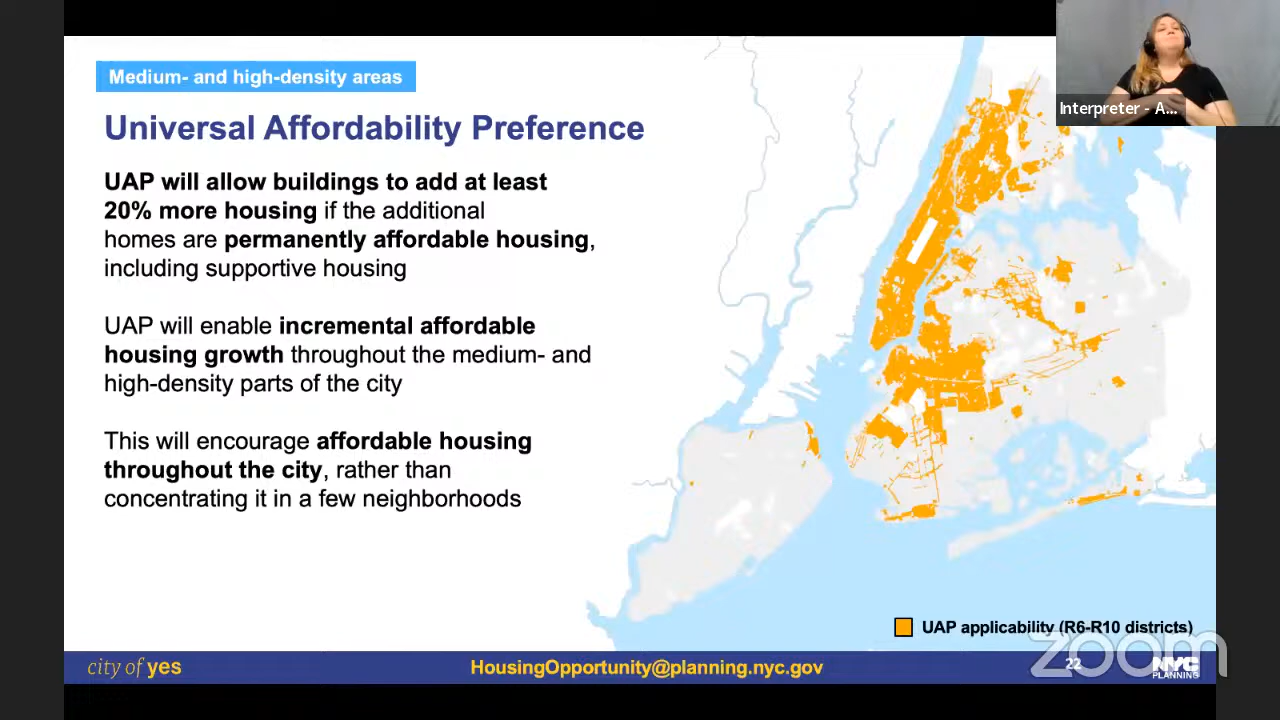 Medium- and high-density areas
Interpreter - A...
Universal Affordability Preference
UAP will allow buildings to add at least
20% more housing if the additional
homes are permanently affordable housing,
including supportive housing
UAP will enable incremental affordable
housing growth throughout the medium- and
high-density parts of the city
This will encourage affordable housing
throughout the city, rather than
concentrating it in a few neighborhoods
UAP applicability (R6-R10 districts)
zoom
city of yes
HousingOpportunity@planning.nyc.gov
22
NYC
PLANNING